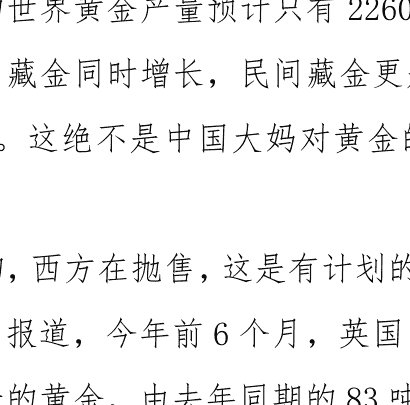 世界黄金产量预计只有 2260
藏金同时增长，民间藏金更
。这绝不是中国大妈对黄金的
，西方在抛售，这是有计划的
报道，今年前 6 个月，英国
的黄金，由去年同期的 83 吨